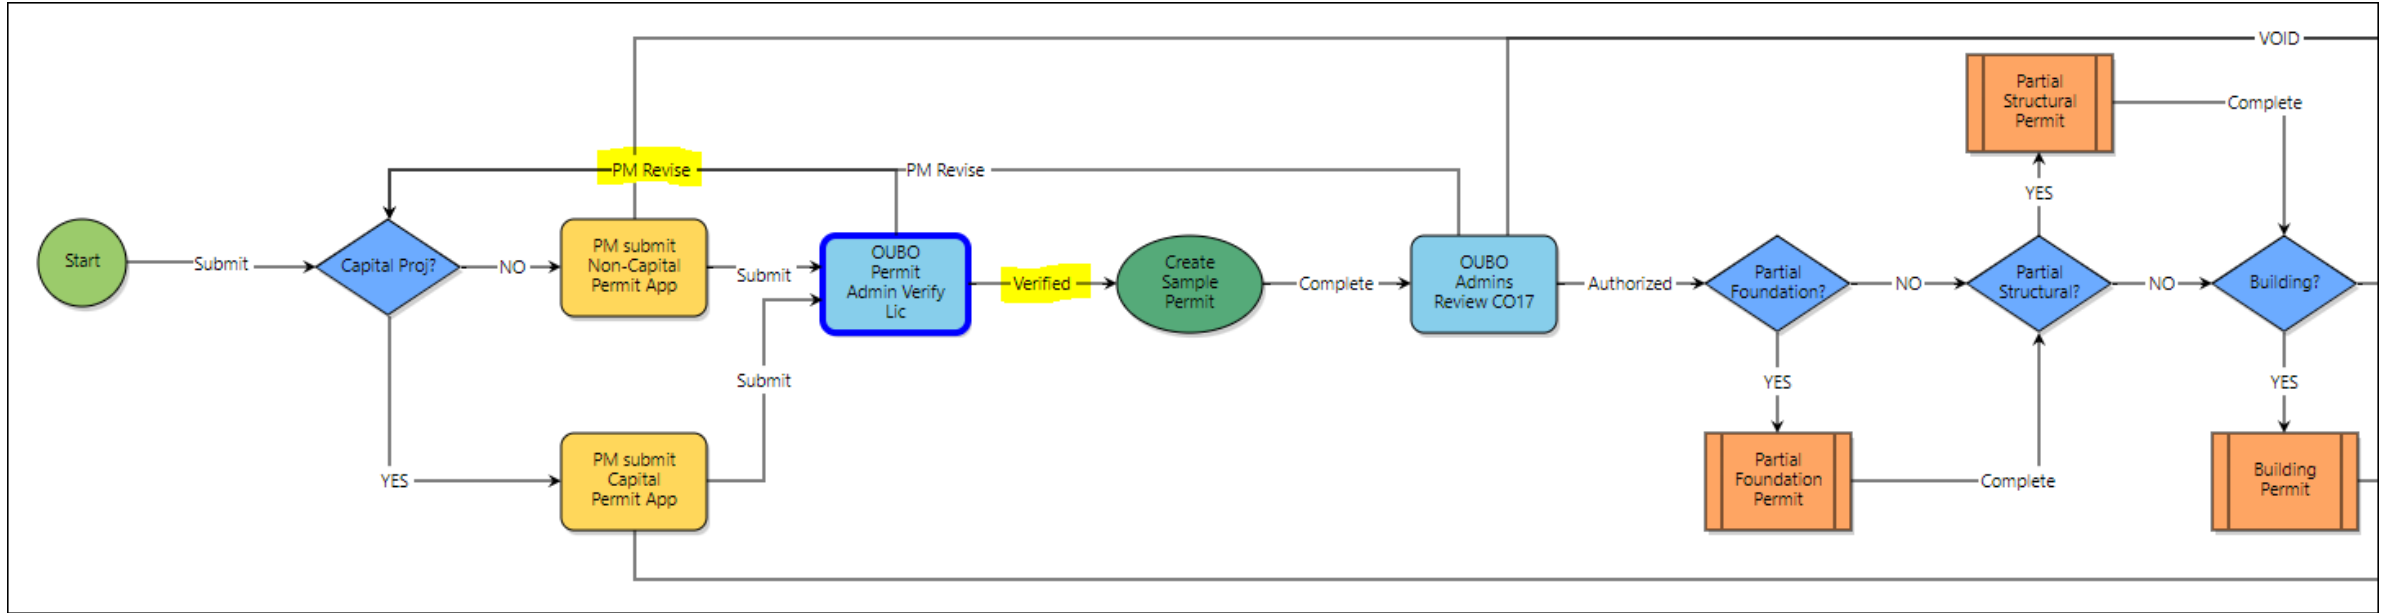 VOID
Partial
Structural
Permit
Complete
PM Revise
PM Revise
YES
Start
Submit
Capital Proj?
NO
PM submit
Non-Capital
Permit App
Submit
OUBO
Permit
Admin Verify
Lic
Verified
Create
Sample
Permit
Complete
OUBO
Admins
Review CO17
Authorized
Partial
Foundation?
NO
Partial
Structural?
NO
Building?
Submit
YES
YES
YES
PM submit
Capital
Permit App
Partial
Foundation
Permit
Complete
Building
Permit